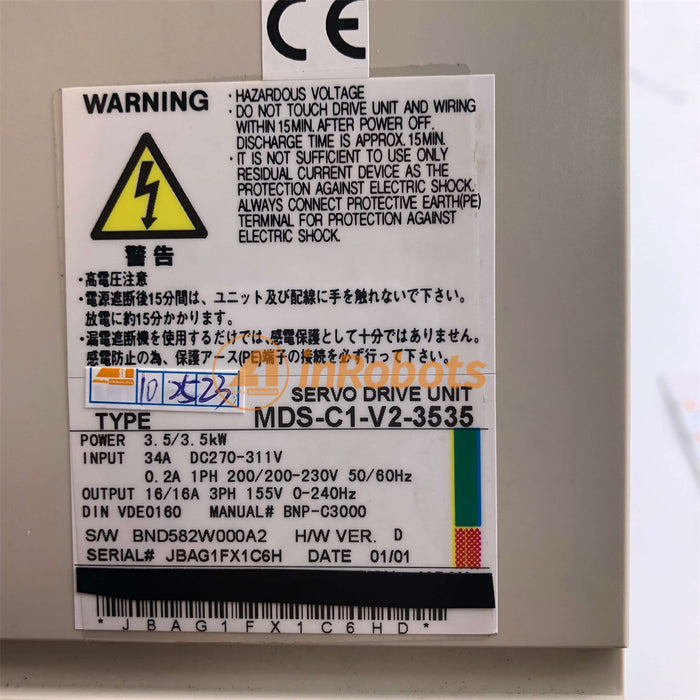 CE
WARNING
・HAZARDOUS VOLTAGE
・DO NOT TOUCH DRIVE UNIT AND WIRING
WITHIN 15MIN. AFTER POWER OFF.
DISCHARGE TIME IS APPROX. 15MIN.
・IT IS NOT SUFFICIENT TO USE ONLY
RESIDUAL CURRENT DEVICE AS THE
PROTECTION AGAINST ELECTRIC SHOCK.
ALWAYS CONNECT PROTECTIVE EARTH(PE)
TERMINAL FOR PROTECTION AGAINST
ELECTRIC SHOCK.
警告
・高電圧注意
・電源遮断後15分間は、ユニット及び配線に手を触れないで下さい。
放電に約15分かかります。
・漏電遮断機を使用するだけでは、感電保護として十分ではありません。
感電防止の為、保護アース(PE)端子の接続を必ず行って下さい。
InRobots
10
SERVO DRIVE UNIT
TYPE MDS-C1-V2-3535
POWER 3.5/3.5kW
INPUT 34A DC270-311V
0.2A 1PH 200/200-230V 50/60Hz
OUTPUT 16/16A 3PH 155V 0-240Hz
DIN VDE0160 MANUAL# BNP-C3000
S/W BND582W000A2 H/W VER. D
SERIAL# JBAG1FX1C6H DATE 01/01
*JBAG1FX1C6HD*